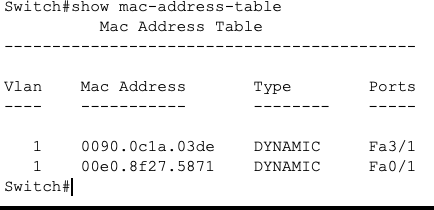 Switch#show mac-address-table
Mac Address Table
-------------------------------------------
Vlan Mac Address Type Ports
---- ----------- -------- -----
1 0090.0c1a.03de DYNAMIC Fa3/1
1 00e0.8f27.5871 DYNAMIC Fa0/1
Switch#